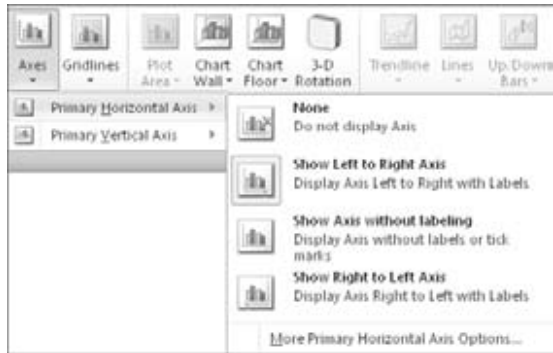 Axes
Gridlines
Plot
Area
Chart
Wall
Chart
Floor
3-D
Rotation
Trendline
Lines
Up/Down
Bars
Primary Horizontal Axis
Primary Vertical Axis
None
Do not display Axis
Show Left to Right Axis
Display Axis Left to Right with Labels
Show Axis without labeling
Display Axis without labels or tick
marks
Show Right to Left Axis
Display Axis Right to Left with Labels
More Primary Horizontal Axis Options...